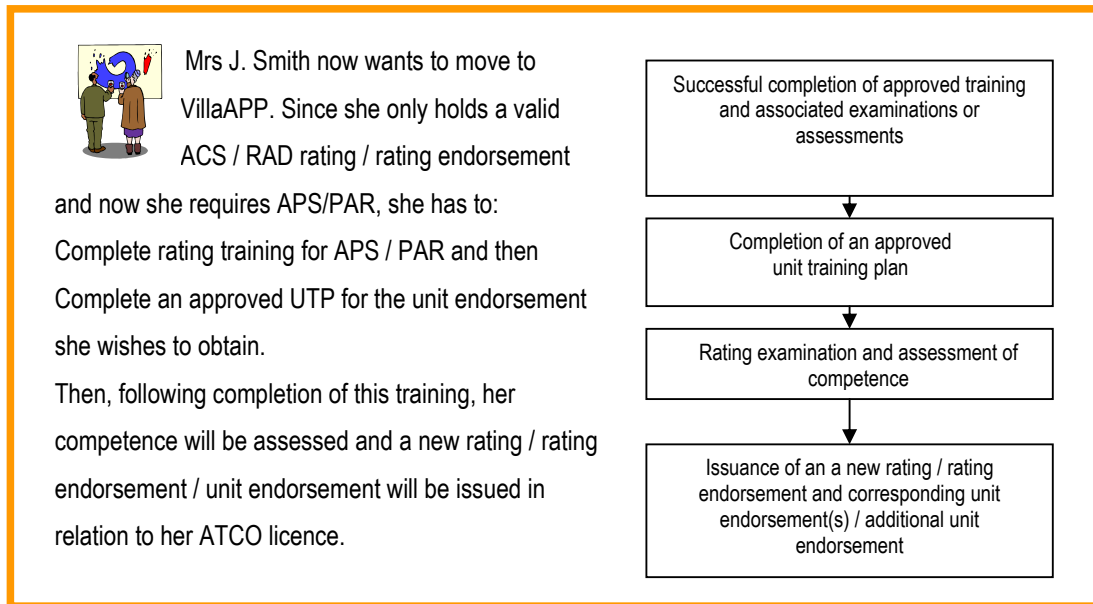 Mrs J. Smith now wants to move to
VillaAPP. Since she only holds a valid
ACS / RAD rating / rating endorsement
and now she requires APS/PAR, she has to:
Complete rating training for APS / PAR and then
Complete an approved UTP for the unit endorsement
she wishes to obtain.
Then, following completion of this training, her
competence will be assessed and a new rating / rating
endorsement / unit endorsement will be issued in
relation to her ATCO licence.
Successful completion of approved training
and associated examinations or
assessments
Completion of an approved
unit training plan
Rating examination and assessment of
competence
Issuance of an a new rating / rating
endorsement and corresponding unit
endorsement(s) / additional unit
endorsement